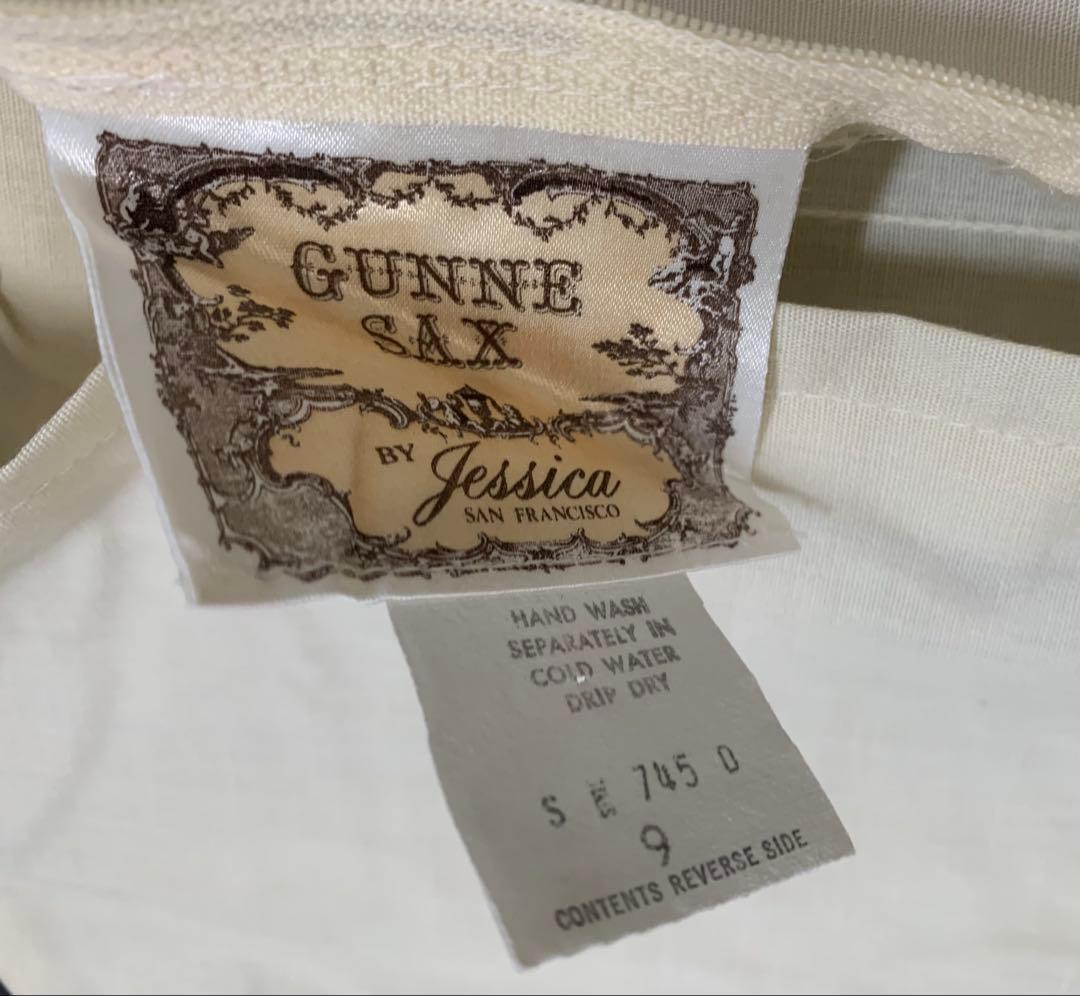 GUNNE
SAX
BY Jessica
SAN FRANCISCO
HAND WASH
SEPARATELY IN
COLD WATER
DRIP DRY
S 745 0
9
CONTENTS REVERSE SIDE